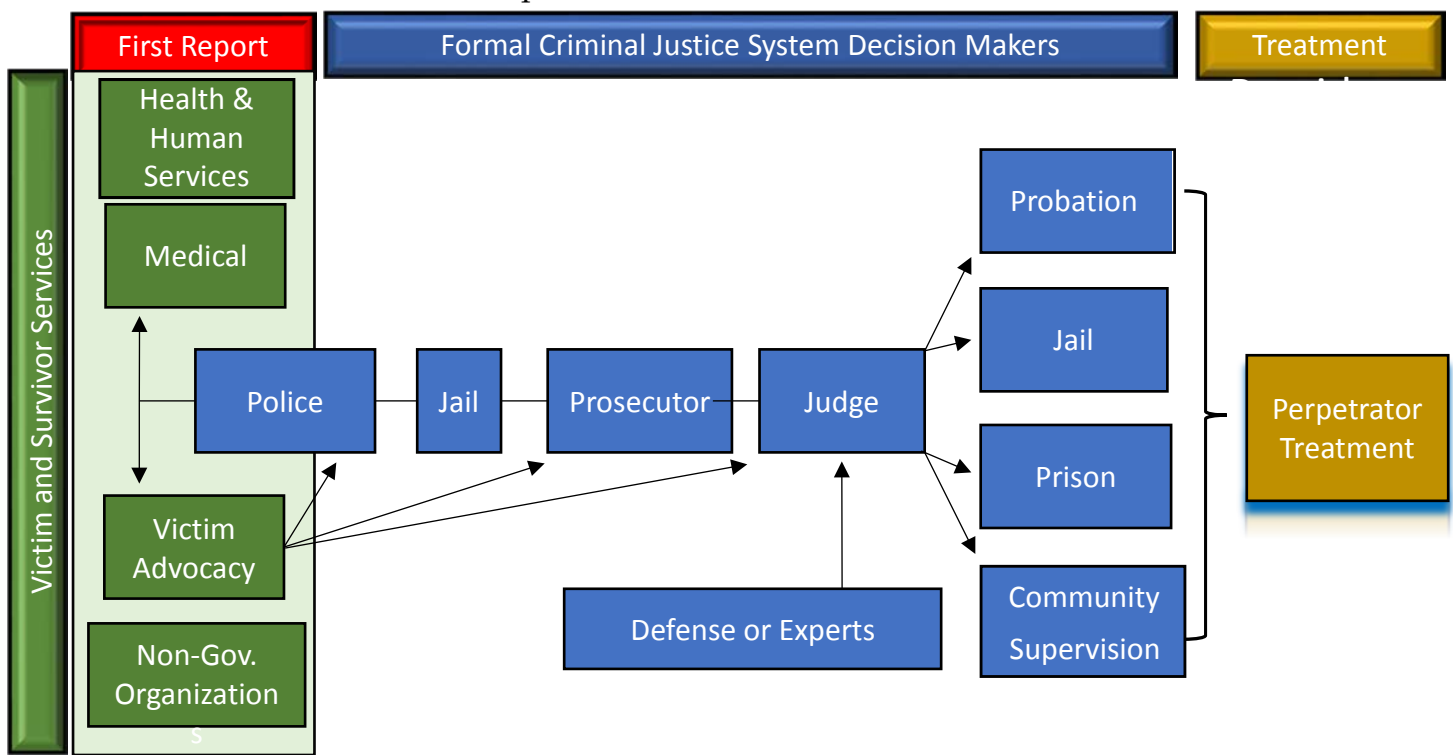 First Report
Formal Criminal Justice System Decision Makers
Treatment
Victim and Survivor Services
Health &
Human
Services
Medical
Police
Jail
Prosecutor
Judge
Victim
Advocacy
Non-Gov.
Organization
s
Defense or Experts
Probation
Jail
Prison
Community
Supervision
Perpetrator
Treatment